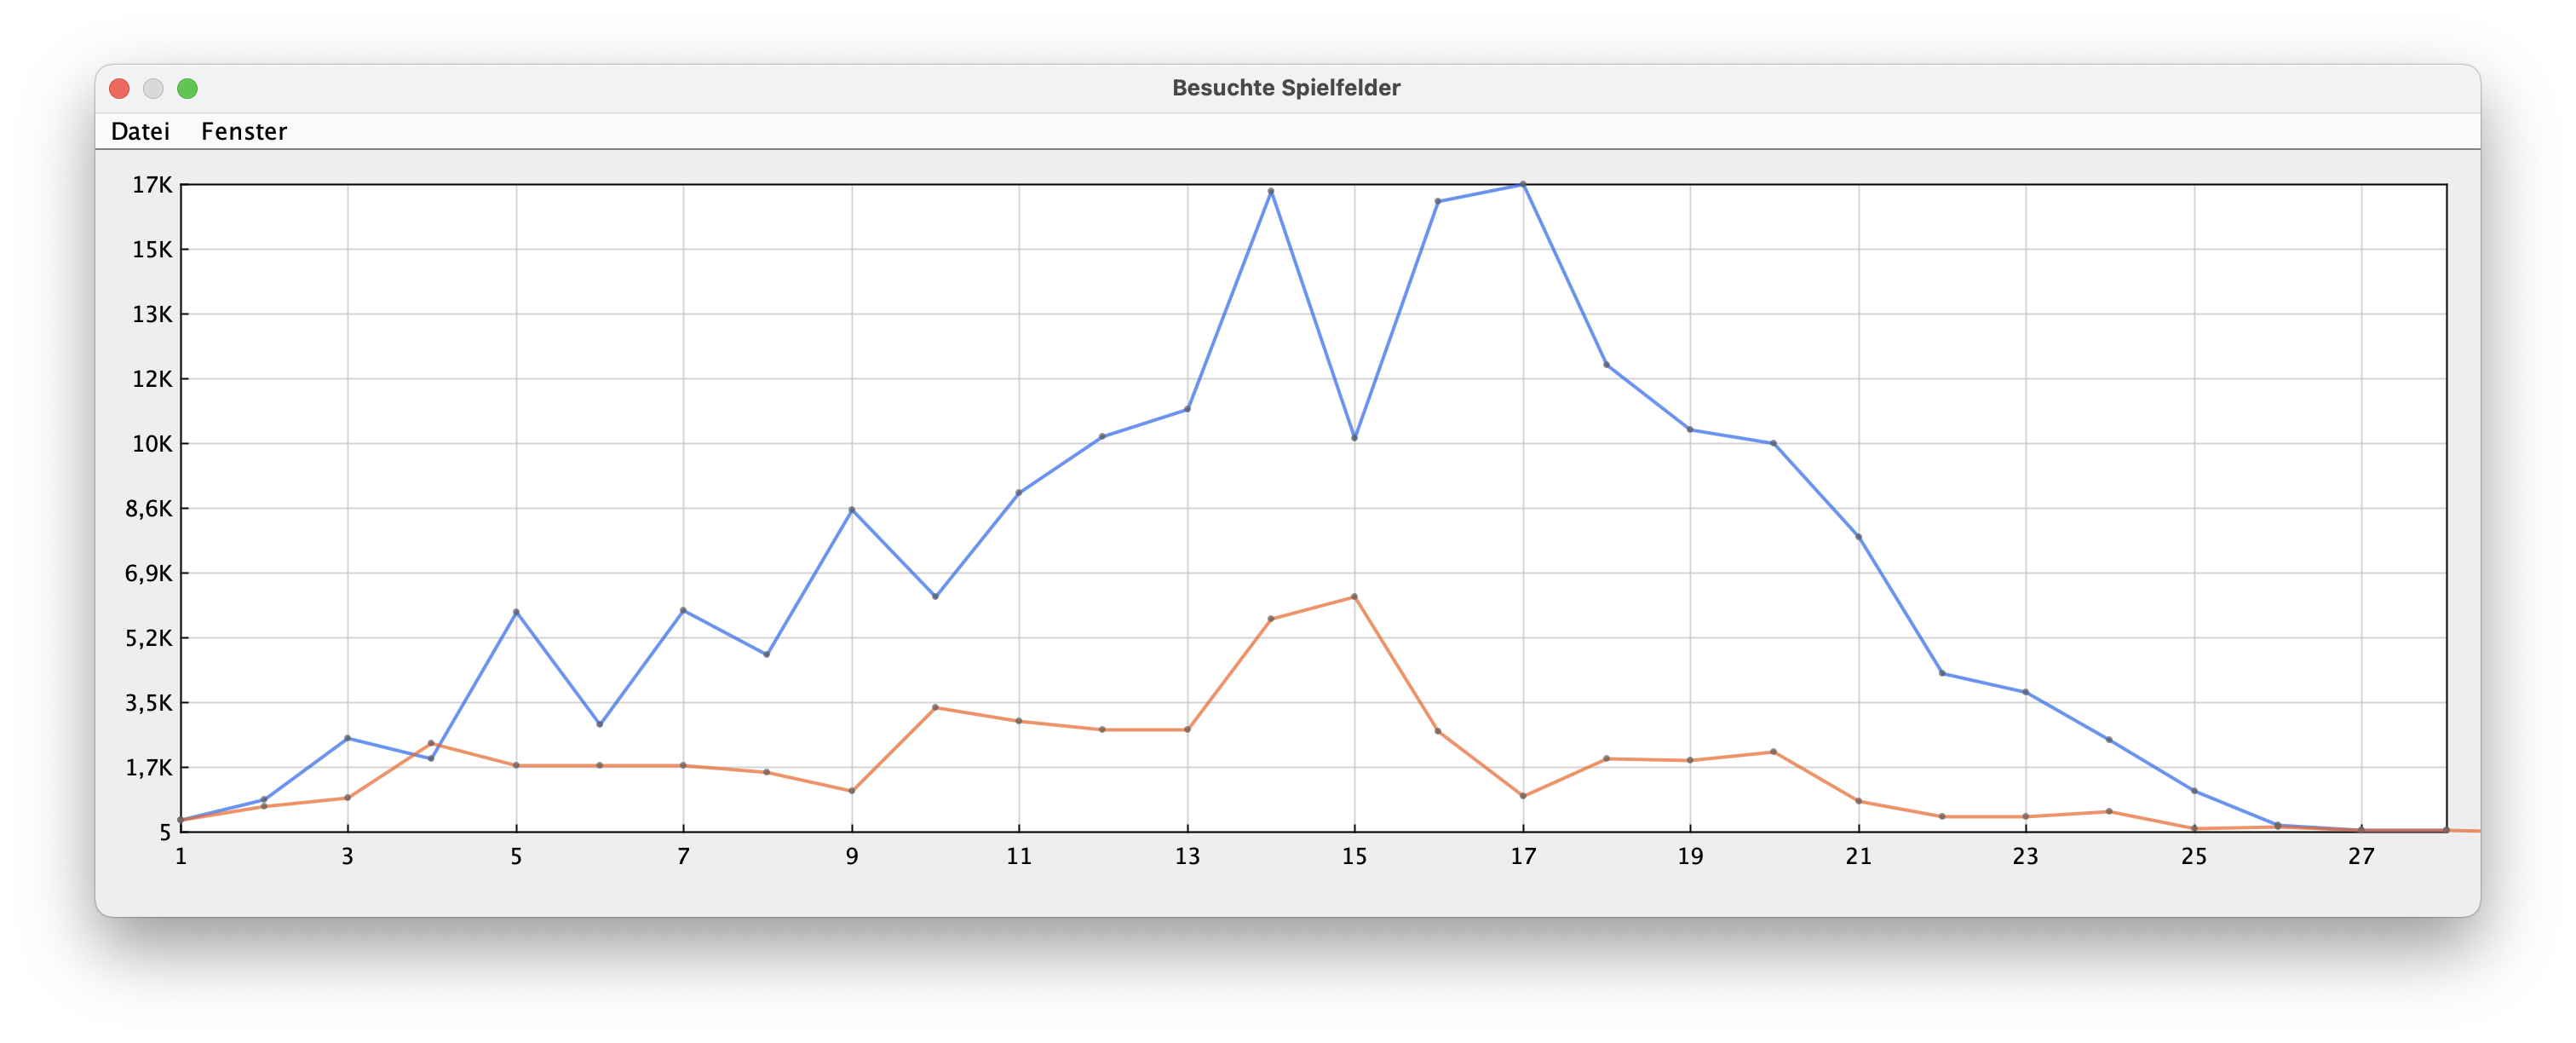 Besuchte Spielfelder
Datei Fenster
17K
15K
13K
12K
10K
8,6K
6,9K
5,2K
3,5K
1,7K
5
1 3 5 7 9 11 13 15 17 19 21 23 25 27